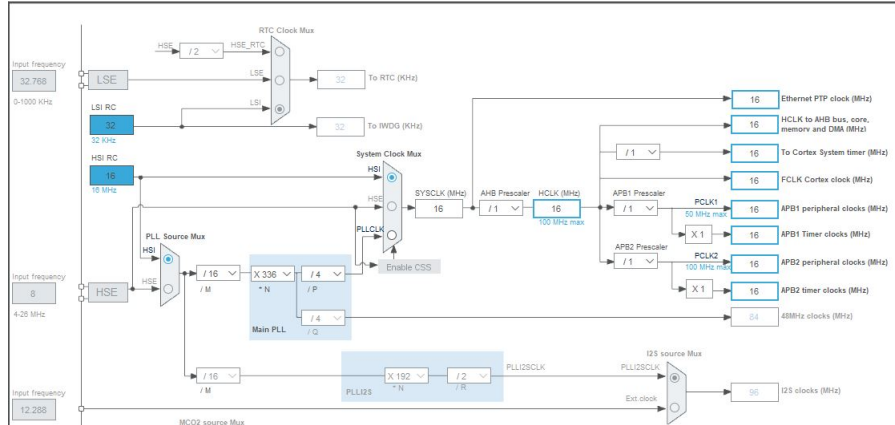 RTC Clock Mux
HSE
/ 2
HSE_RTC
Input frequency
32.768
0-1000 KHz
LSE
LSE
32
To RTC (KHz)
LSI RC
32
32 KHz
LSI
32
To IWDG (KHz)
HSI RC
16
16 MHz
System Clock Mux
HSI
HSE
PLLCLK
SYSCLK (MHz)
16
AHB Prescaler
/ 1
HCLK (MHz)
16
100 MHz max
16
Ethernet PTP clock (MHz)
16
HCLK to AHB bus, core,
memory and DMA (MHz)
/ 1
16
To Cortex System timer (MHz)
16
FCLK Cortex clock (MHz)
APB1 Prescaler
/ 1
PCLK1
50 MHz max
16
APB1 peripheral clocks (MHz)
X 1
16
APB1 Timer clocks (MHz)
APB2 Prescaler
/ 1
PCLK2
100 MHz max
16
APB2 peripheral clocks (MHz)
X 1
16
APB2 timer clocks (MHz)
Enable CSS
PLL Source Mux
HSI
HSE
Input frequency
8
4-26 MHz
HSE
/ 16
/ M
X 336
* N
/ 4
/ P
/ 4
/ Q
Main PLL
84
48MHz clocks (MHz)
/ 16
/ M
PLLI2S
X 192
* N
/ 2
/ R
PLLI2SCLK
I2S source Mux
PLLI2SCLK
Ext.clock
96
I2S clocks (MHz)
Input frequency
12.288
MCO2 source Mux